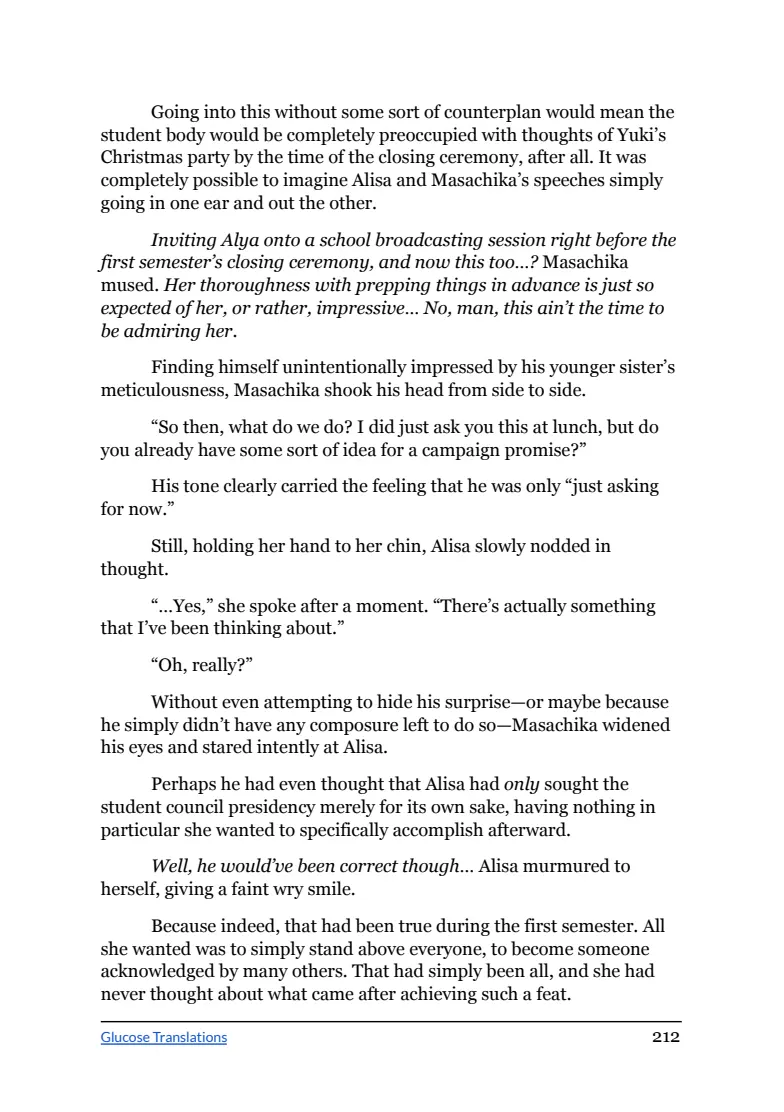 Going into this without some sort of counterplan would mean the
student body would be completely preoccupied with thoughts of Yuki’s
Christmas party by the time of the closing ceremony, after all. It was
completely possible to imagine Alisa and Masachika’s speeches simply
going in one ear and out the other.
Inviting Alya onto a school broadcasting session right before the
first semester’s closing ceremony, and now this too…? Masachika
mused. Her thoroughness with prepping things in advance is just so
expected of her, or rather, impressive… No, man, this ain’t the time to
be admiring her.
Finding himself unintentionally impressed by his younger sister’s
meticulousness, Masachika shook his head from side to side.
“So then, what do we do? I did just ask you this at lunch, but do
you already have some sort of idea for a campaign promise?”
His tone clearly carried the feeling that he was only “just asking
for now.”
Still, holding her hand to her chin, Alisa slowly nodded in
thought.
“…Yes,” she spoke after a moment. “There’s actually something
that I’ve been thinking about.”
“Oh, really?”
Without even attempting to hide his surprise—or maybe because
he simply didn’t have any composure left to do so—Masachika widened
his eyes and stared intently at Alisa.
Perhaps he had even thought that Alisa had only sought the
student council presidency merely for its own sake, having nothing in
particular she wanted to specifically accomplish afterward.
Well, he would’ve been correct though… Alisa murmured to
herself, giving a faint wry smile.
Because indeed, that had been true during the first semester. All
she wanted was to simply stand above everyone, to become someone
acknowledged by many others. That had simply been all, and she had
never thought about what came after achieving such a feat.
Glucose Translations 212